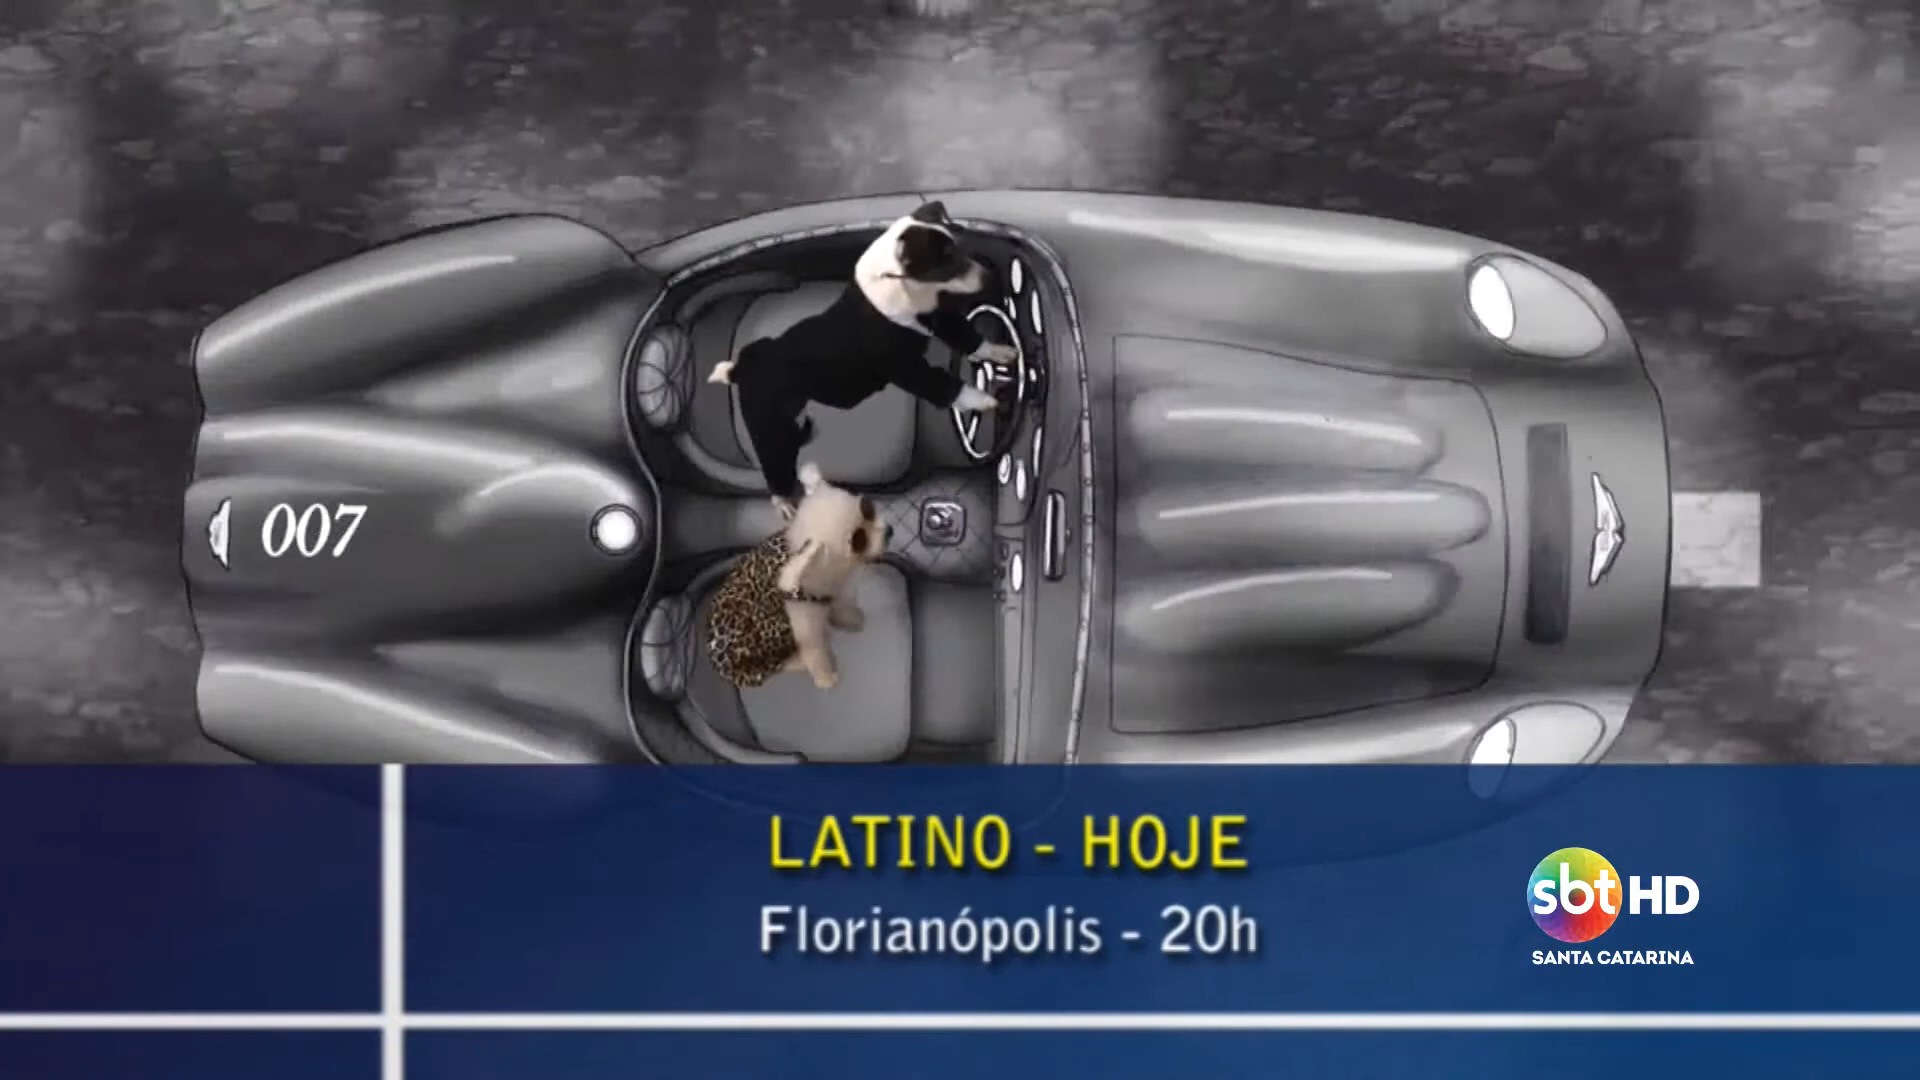 007
LATINO - HOJE
Florianópolis - 20h
sbt HD
SANTA CATARINA